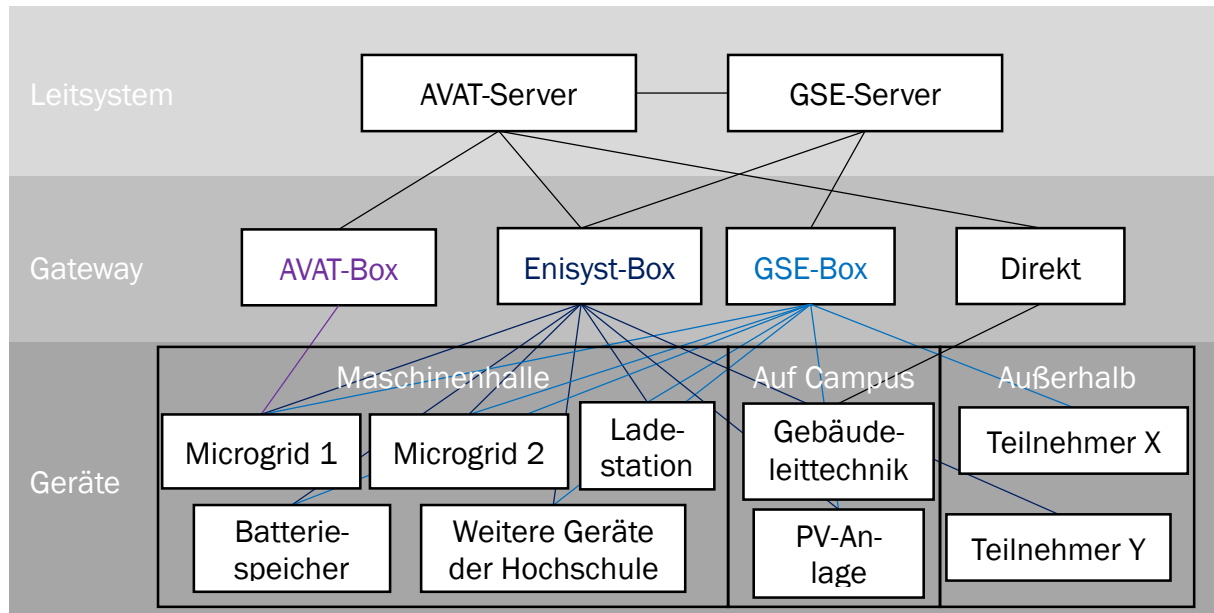 Leitsystem
AVAT-Server
GSE-Server
Gateway
AVAT-Box
Enisyst-Box
GSE-Box
Direkt
Geräte
Maschinenhalle
Auf Campus
Außerhalb
Microgrid 1
Microgrid 2
Lade-
station
Gebäude-
leittechnik
Teilnehmer X
Batterie-
speicher
Weitere Geräte
der Hochschule
PV-An-
lage
Teilnehmer Y